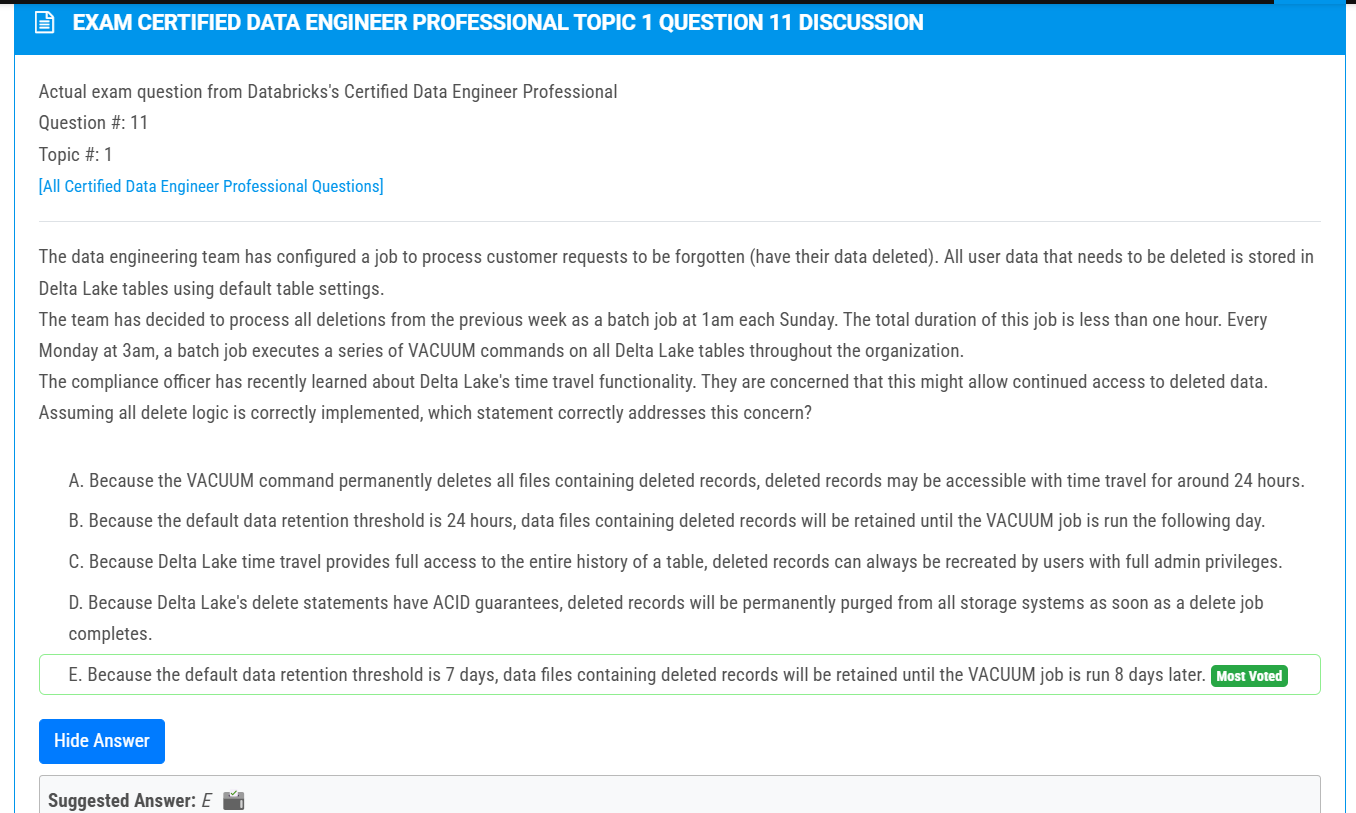 EXAM CERTIFIED DATA ENGINEER PROFESSIONAL TOPIC 1 QUESTION 11 DISCUSSION
Actual exam question from Databricks's Certified Data Engineer Professional
Question #: 11
Topic #: 1
[All Certified Data Engineer Professional Questions]
The data engineering team has configured a job to process customer requests to be forgotten (have their data deleted). All user data that needs to be deleted is stored in
Delta Lake tables using default table settings.
The team has decided to process all deletions from the previous week as a batch job at 1am each Sunday. The total duration of this job is less than one hour. Every
Monday at 3am, a batch job executes a series of VACUUM commands on all Delta Lake tables throughout the organization.
The compliance officer has recently learned about Delta Lake's time travel functionality. They are concerned that this might allow continued access to deleted data.
Assuming all delete logic is correctly implemented, which statement correctly addresses this concern?
A. Because the VACUUM command permanently deletes all files containing deleted records, deleted records may be accessible with time travel for around 24 hours.
B. Because the default data retention threshold is 24 hours, data files containing deleted records will be retained until the VACUUM job is run the following day.
C. Because Delta Lake time travel provides full access to the entire history of a table, deleted records can always be recreated by users with full admin privileges.
D. Because Delta Lake's delete statements have ACID guarantees, deleted records will be permanently purged from all storage systems as soon as a delete job
completes.
E. Because the default data retention threshold is 7 days, data files containing deleted records will be retained until the VACUUM job is run 8 days later. Most Voted
Hide Answer
Suggested Answer: E